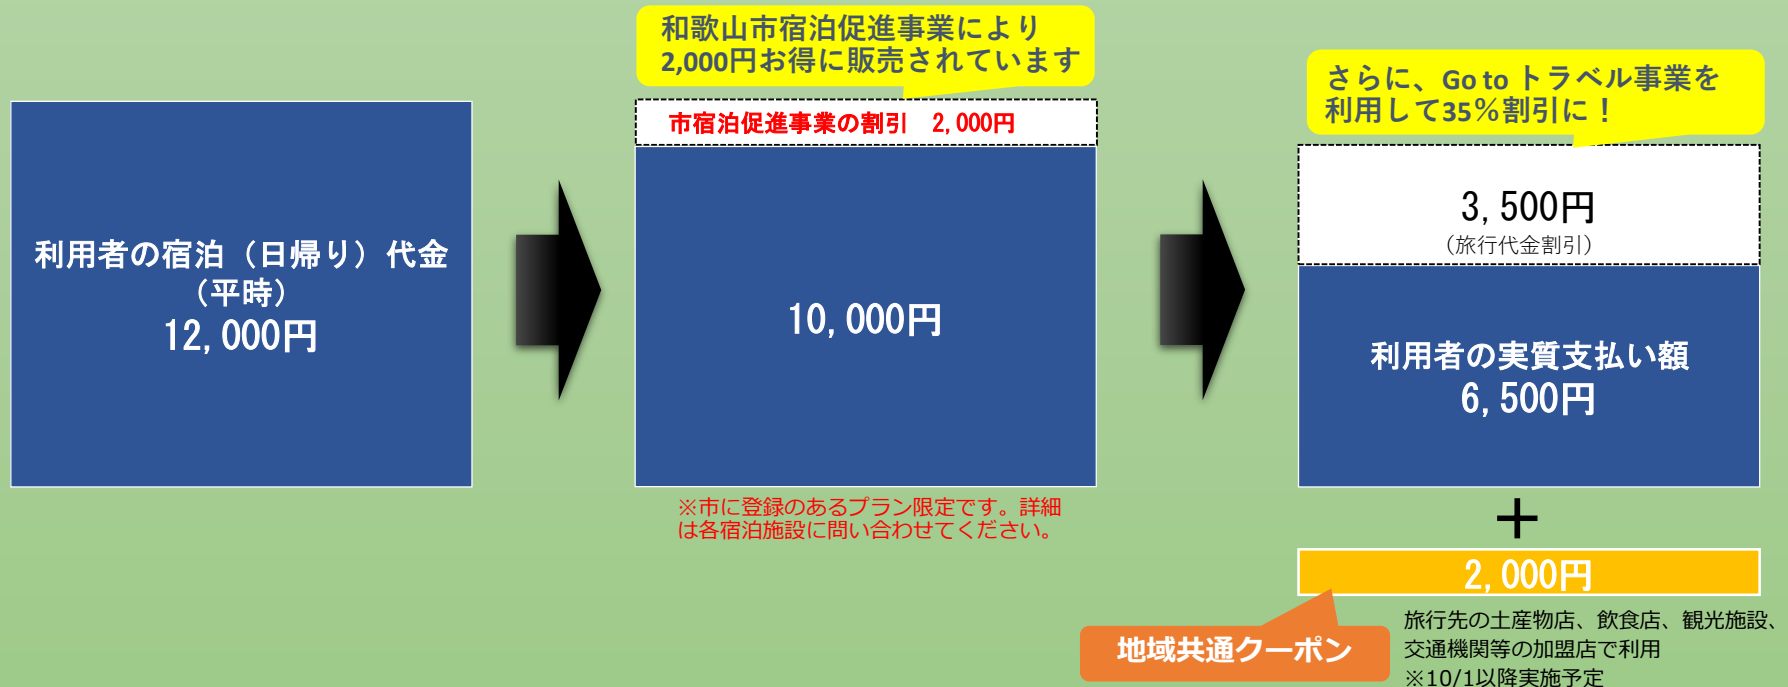 和歌山市宿泊促進事業により
2,000円お得に販売されています
さらに、Go to トラベル事業を
利用して35％割引に！
市宿泊促進事業の割引　2,000円
利用者の宿泊（日帰り）代金
（平時）
12,000円
10,000円
3,500円
（旅行代金割引）
利用者の実質支払い額
6,500円
※市に登録のあるプラン限定です。詳細
は各宿泊施設に問い合わせてください。
＋
2,000円
地域共通クーポン
旅行先の土産物店、飲食店、観光施設、
交通機関等の加盟店で利用
※10/1以降実施予定